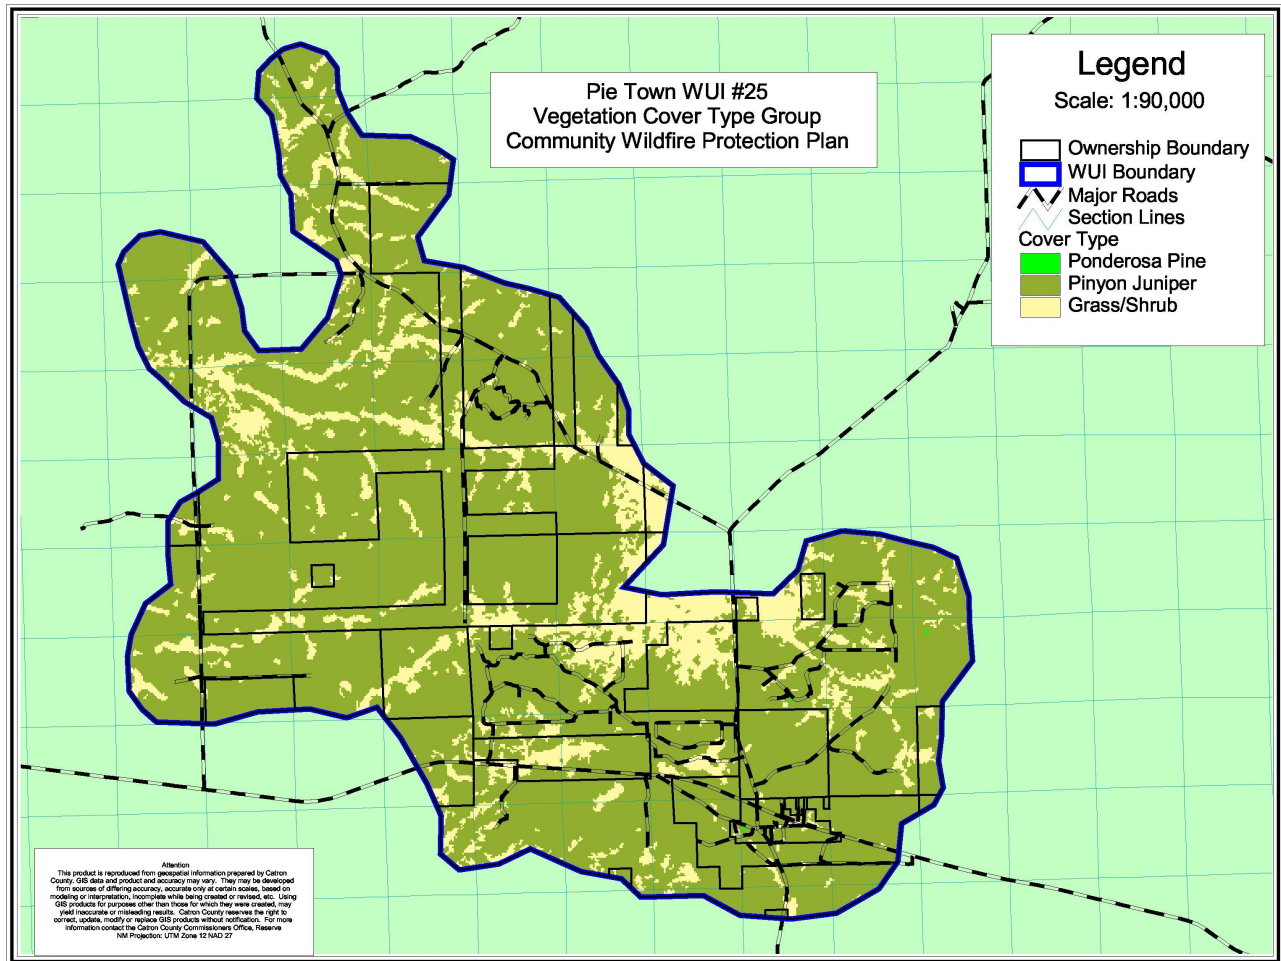 Pie Town WUI #25
Vegetation Cover Type Group
Community Wildfire Protection Plan
Legend
Scale: 1:90,000
Ownership Boundary
WUI Boundary
Major Roads
Section Lines
Cover Type
Ponderosa Pine
Pinyon Juniper
Grass/Shrub
Attention
This product is reproduced from geospatial information prepared by Catron
County. GIS data and product and accuracy may vary. They may be developed
from sources of differing accuracy, accurate only at certain scales, based on
modeling or interpretation, incomplete while being created or revised, etc. Using
GIS products for purposes other than those for which they were created, may
yield inaccurate or misleading results. Catron County reserves the right to
correct, update, modify or replace GIS products without notification. For more
information contact the Catron County Commissioners Office, Reserve
NM Projection: UTM Zone 12 NAD 27